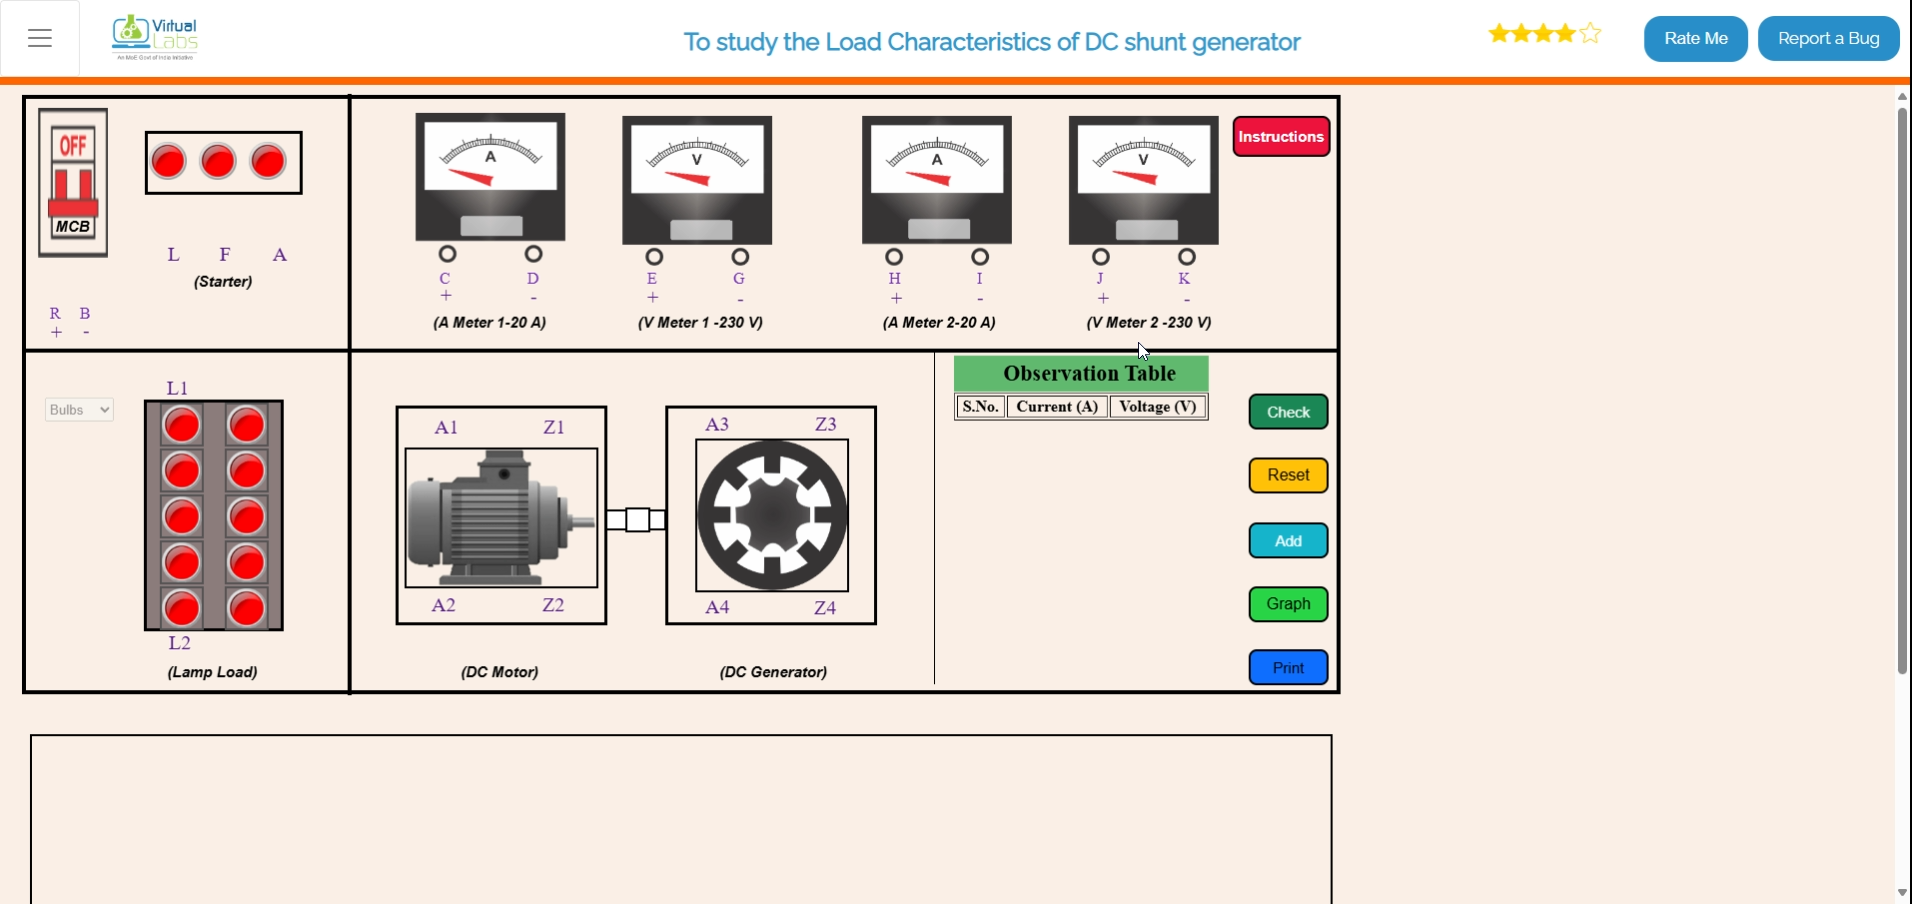 Virtual
Labs
An MoE Govt of India Initiative
To study the Load Characteristics of DC shunt generator
Rate Me
Report a Bug
OFF
MCB
L F A
(Starter)
R B
+ -
A
V
A
V
Instructions
C D
+ -
(A Meter 1-20 A)
E G
+ -
(V Meter 1 -230 V)
H I
+ -
(A Meter 2-20 A)
J K
+ -
(V Meter 2 -230 V)
Bulbs
L1
L2
(Lamp Load)
A1 Z1
A2 Z2
(DC Motor)
A3 Z3
A4 Z4
(DC Generator)
Observation Table
S.No. Current (A) Voltage (V)
Check
Reset
Add
Graph
Print